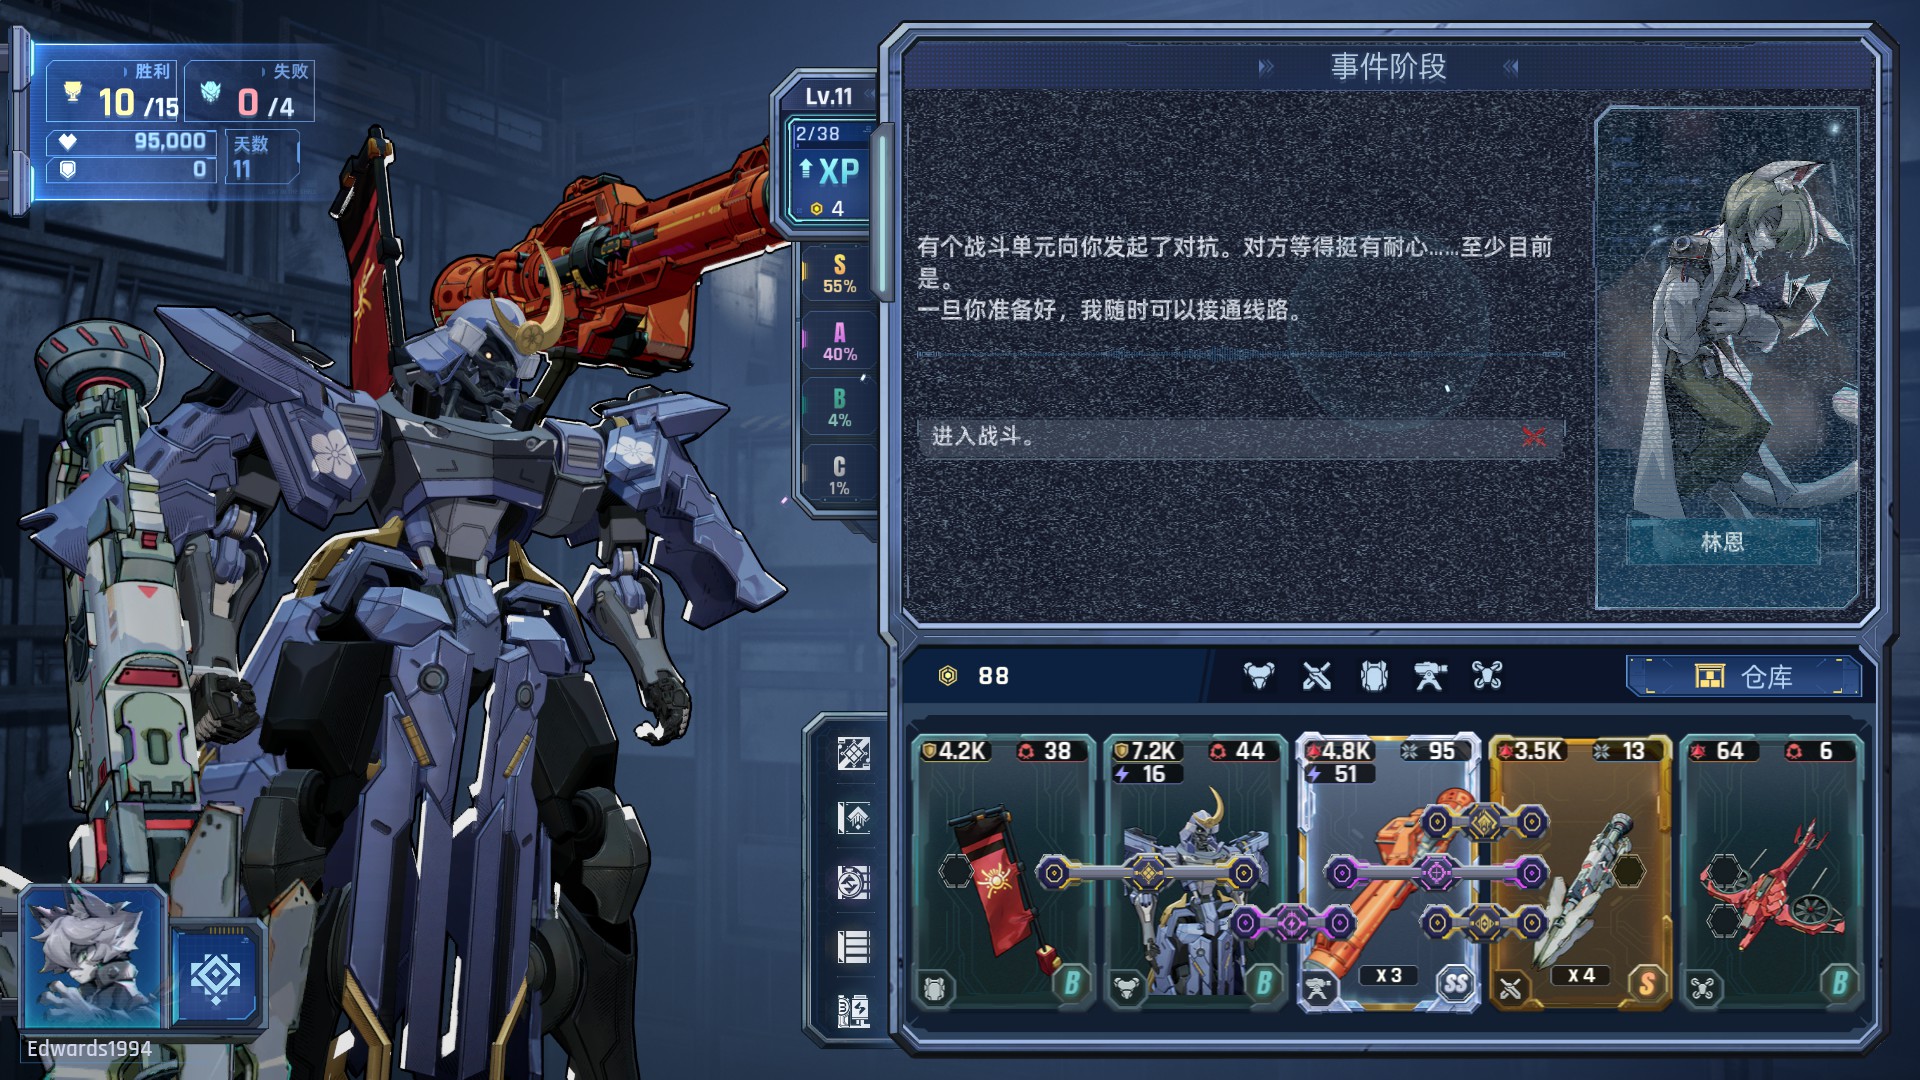 胜利
10/15
失败
0/4
95,000
0
天数
11
Lv.11
2/38
XP
4
S
55%
A
40%
B
4%
C
1%
事件阶段
有个战斗单元向你发起了对抗。对方等得挺有耐心……至少目前
是。
一旦你准备好，我随时可以接通线路。
进入战斗。
林恩
88
仓库
4.2K 38
B
7.2K 44
16
B
4.8K 95
51
x3
SS
3.5K 13
x4
S
64 6
B
Edwards1994